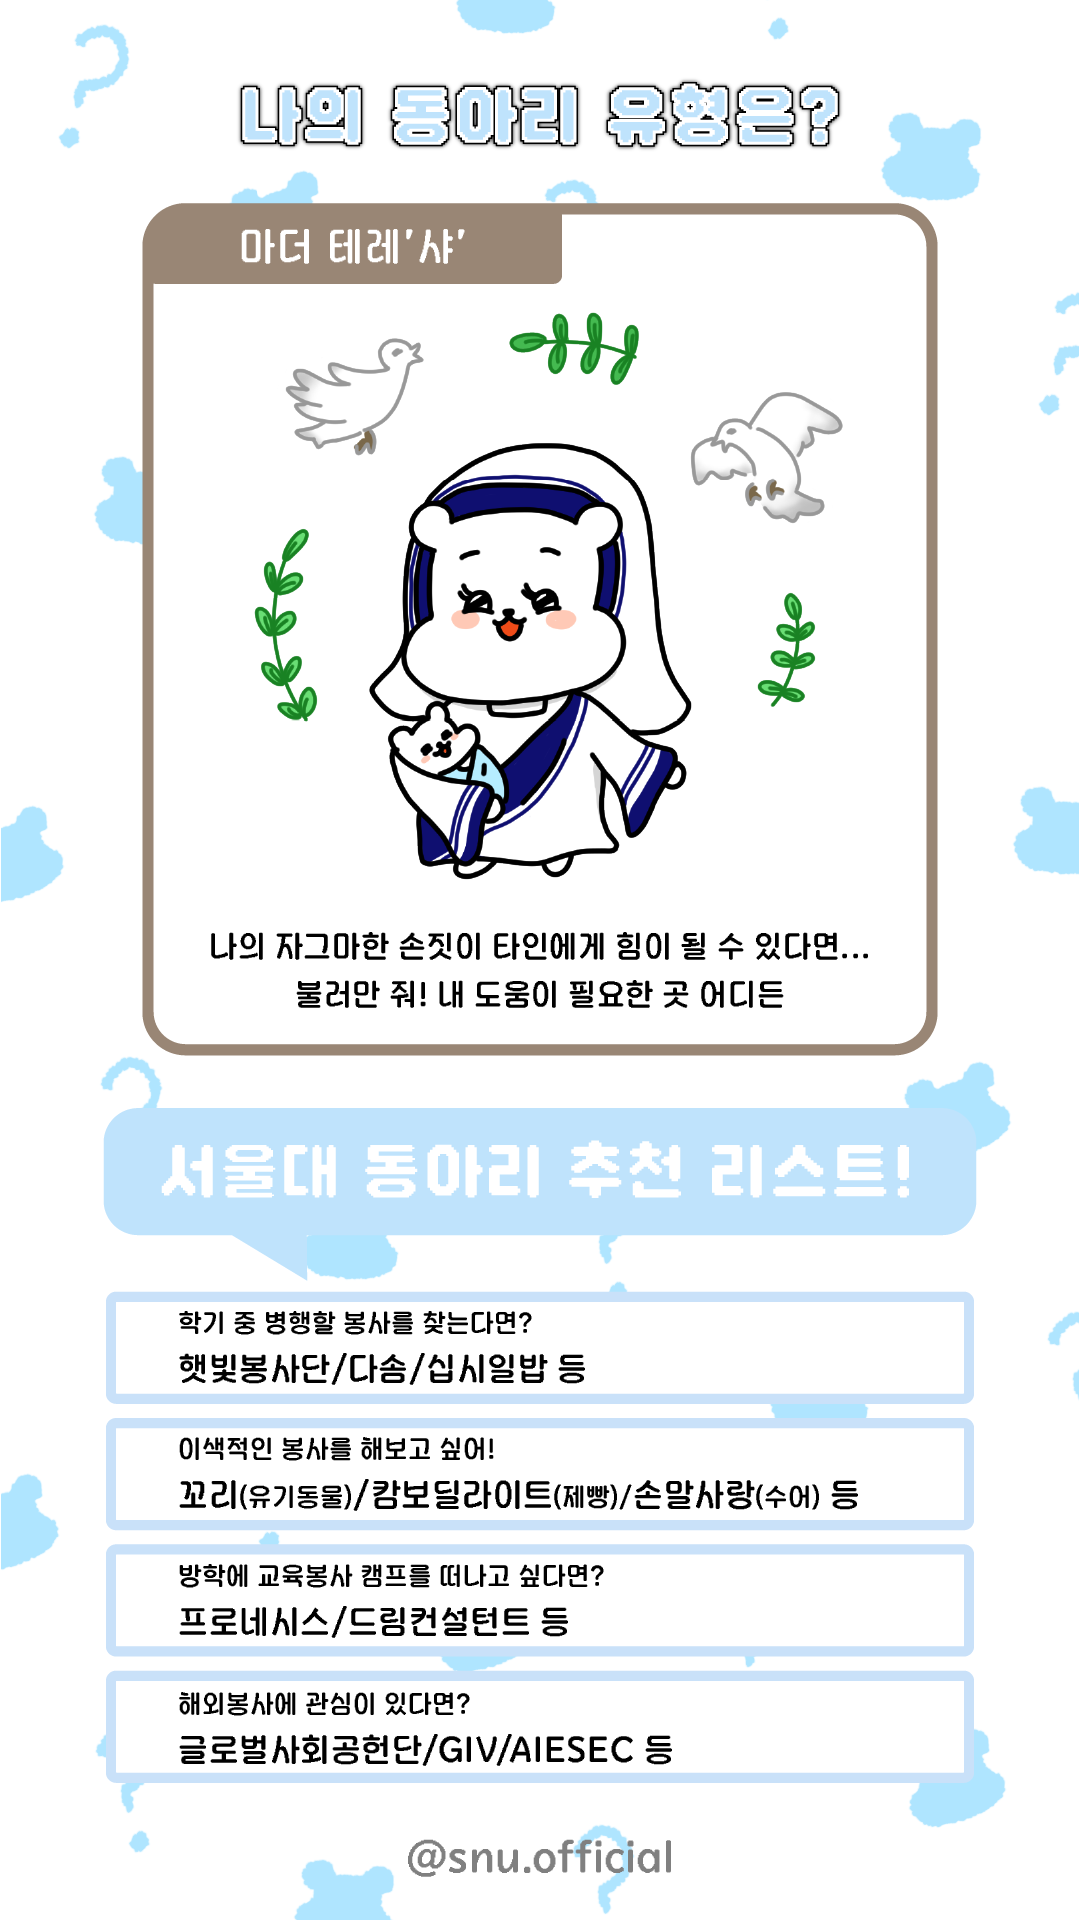 나의 동아리 유형은?
마더 테레'샤'
나의 자그마한 손짓이 타인에게 힘이 될 수 있다면...
불러만 줘! 내 도움이 필요한 곳 어디든
서울대 동아리 추천 리스트!
학기 중 병행할 봉사를 찾는다면?
햇빛봉사단/다솜/십시일밥 등
이색적인 봉사를 해보고 싶어!
꼬리(유기동물)/캄보딜라이트(제빵)/손말사랑(수어) 등
방학에 교육봉사 캠프를 떠나고 싶다면?
프로네시스/드림컨설턴트 등
해외봉사에 관심이 있다면?
글로벌사회공헌단/GIV/AIESEC 등
@snu.official